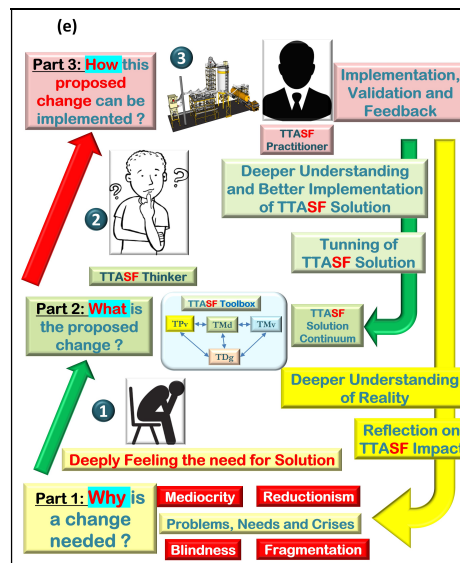 (e)
Part 3: How this
proposed
change can be
implemented ?
3
TTASF
Practitioner
Implementation,
Validation and
Feedback
Deeper Understanding
and Better Implementation
of TTASF Solution
Tunning of
TTASF Solution
? ?
2
TTASF Thinker
Part 2: What is
the proposed
change ?
TTASF Toolbox
TPv
TMd
TMv
TDg
TTASF
Solution
Continuum
Deeper Understanding
of Reality
Reflection on
TTASF Impact
1
Deeply Feeling the need for Solution
Part 1: Why is
a change
needed ?
Mediocrity
Reductionism
Problems, Needs and Crises
Blindness
Fragmentation